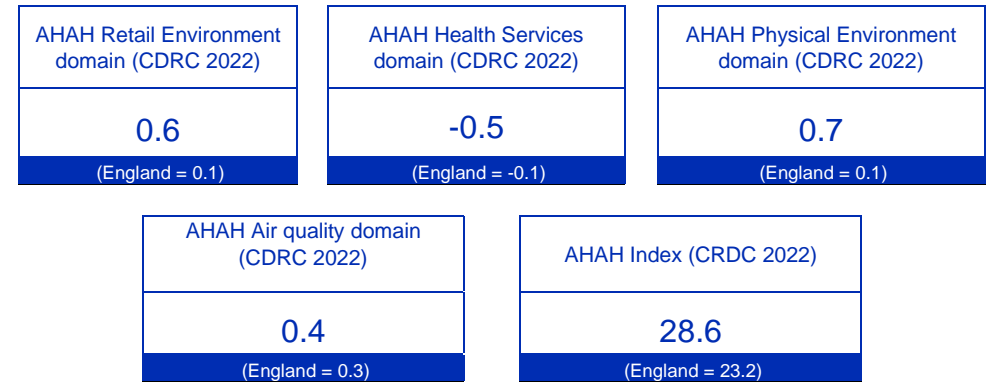 AHAH Retail Environment
domain (CDRC 2022)
0.6
(England = 0.1)
AHAH Health Services
domain (CDRC 2022)
-0.5
(England = -0.1)
AHAH Physical Environment
domain (CDRC 2022)
0.7
(England = 0.1)
AHAH Air quality domain
(CDRC 2022)
0.4
(England = 0.3)
AHAH Index (CRDC 2022)
28.6
(England = 23.2)